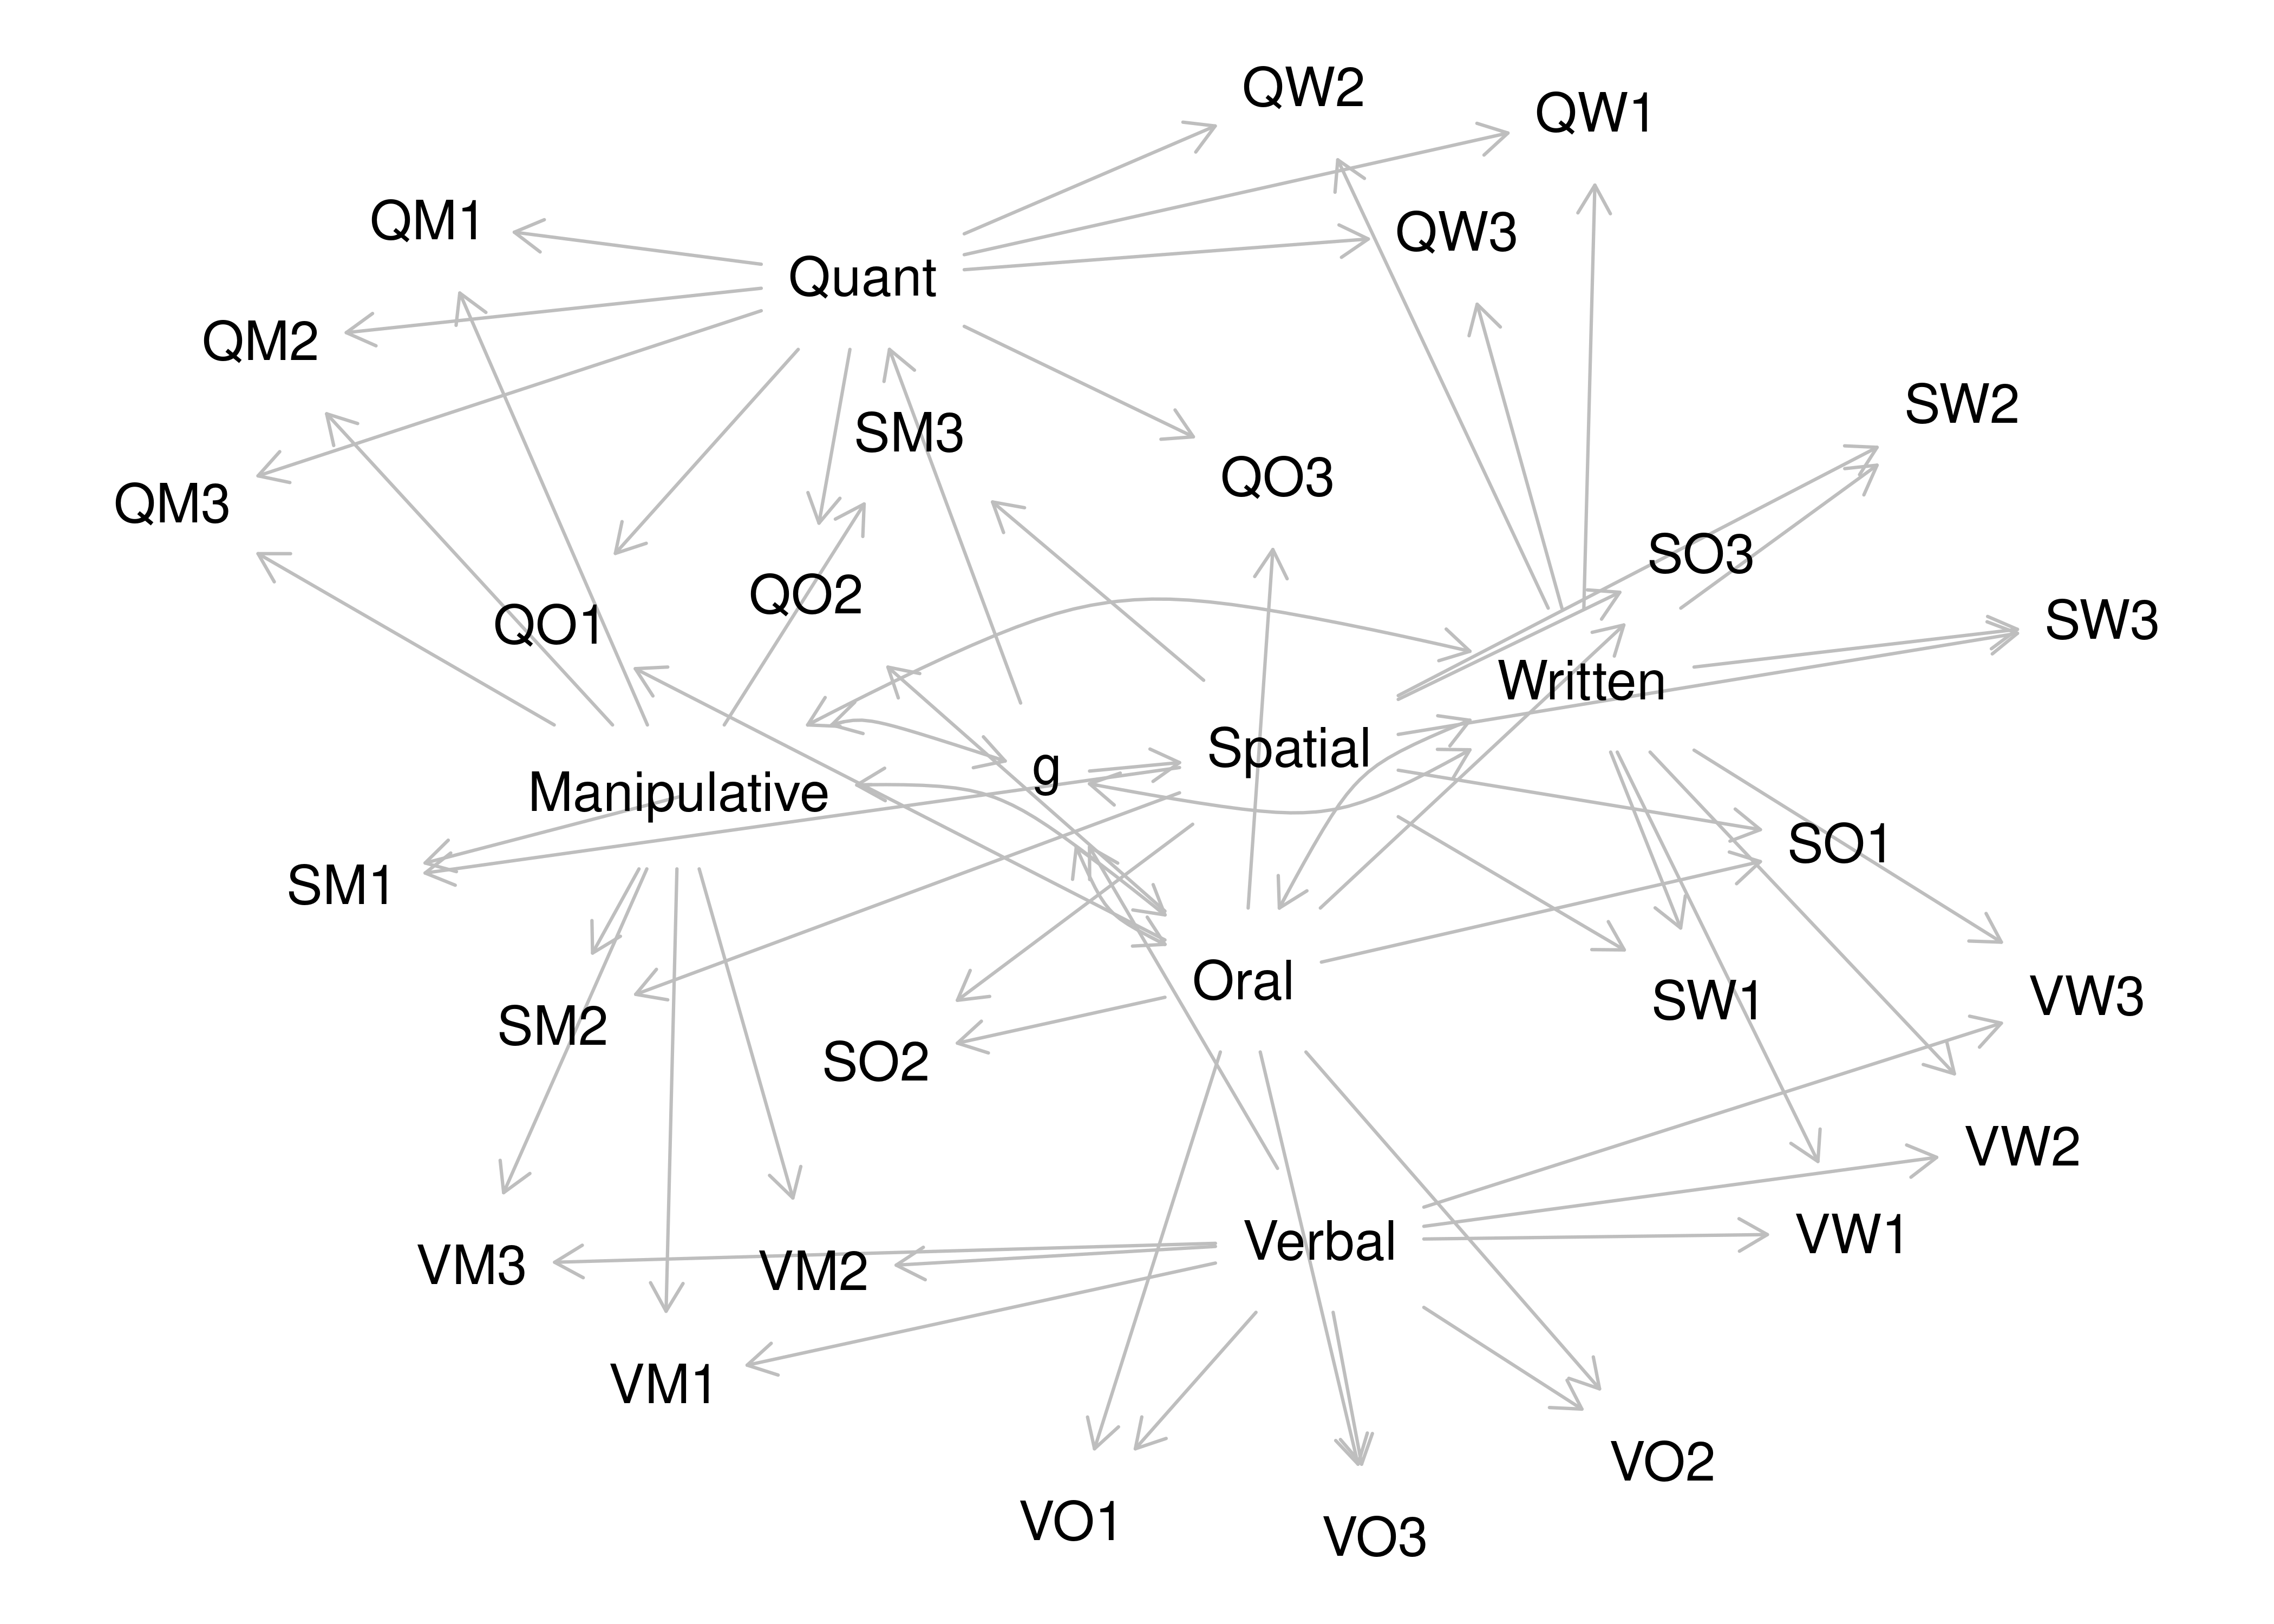 QW2
QW1
QM1
QW3
Quant
QM2
SW2
SM3
QO3
QM3
SO3
QO2
QO1
SW3
Written
Spatial
g
Manipulative
SO1
SM1
Oral
VW3
SW1
SM2
SO2
VW2
VW1
Verbal
VM3
VM2
VM1
VO2
VO1
VO3